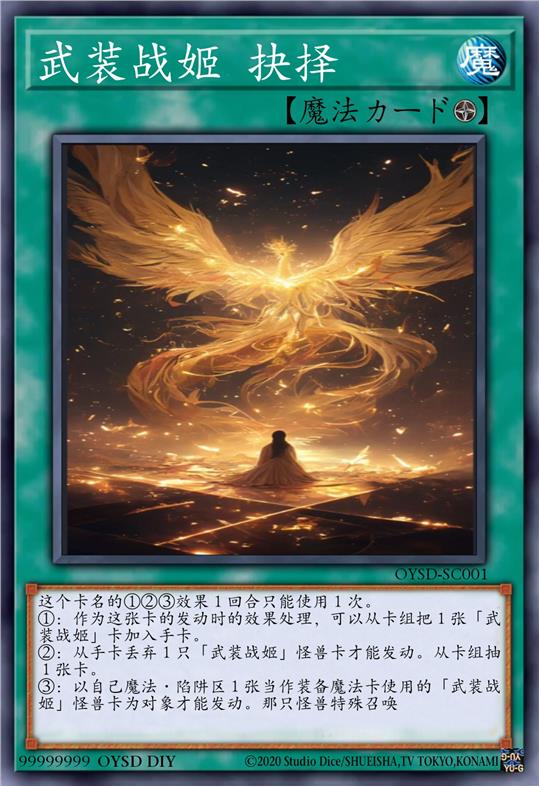 武装战姬 抉择
魔
【魔法カード】
OYSD-SC001
这个卡名的①②③效果1回合只能使用1次。
①：作为这张卡的发动时的效果处理，可以从卡组把1张「武
装战姬」卡加入手卡。
②：从手卡丢弃1只「武装战姬」怪兽卡才能发动。从卡组抽
1张卡。
③：以自己魔法·陷阱区1张当作装备魔法卡使用的「武装战
姬」怪兽卡为对象才能发动。那只怪兽特殊召唤
99999999 OYSD DIY
©2020 Studio Dice/SHUEISHA,TV TOKYO,KONAMI